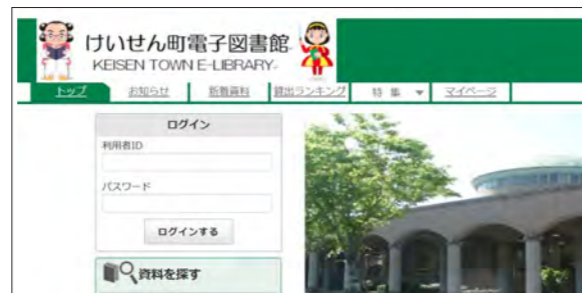 けいせん町電子図書館
KEISEN TOWN E-LIBRARY
トップ お知らせ 新着資料 貸出ランキング 特集 ▼ マイページ
ログイン
利用者ID
パスワード
ログインする
資料を探す